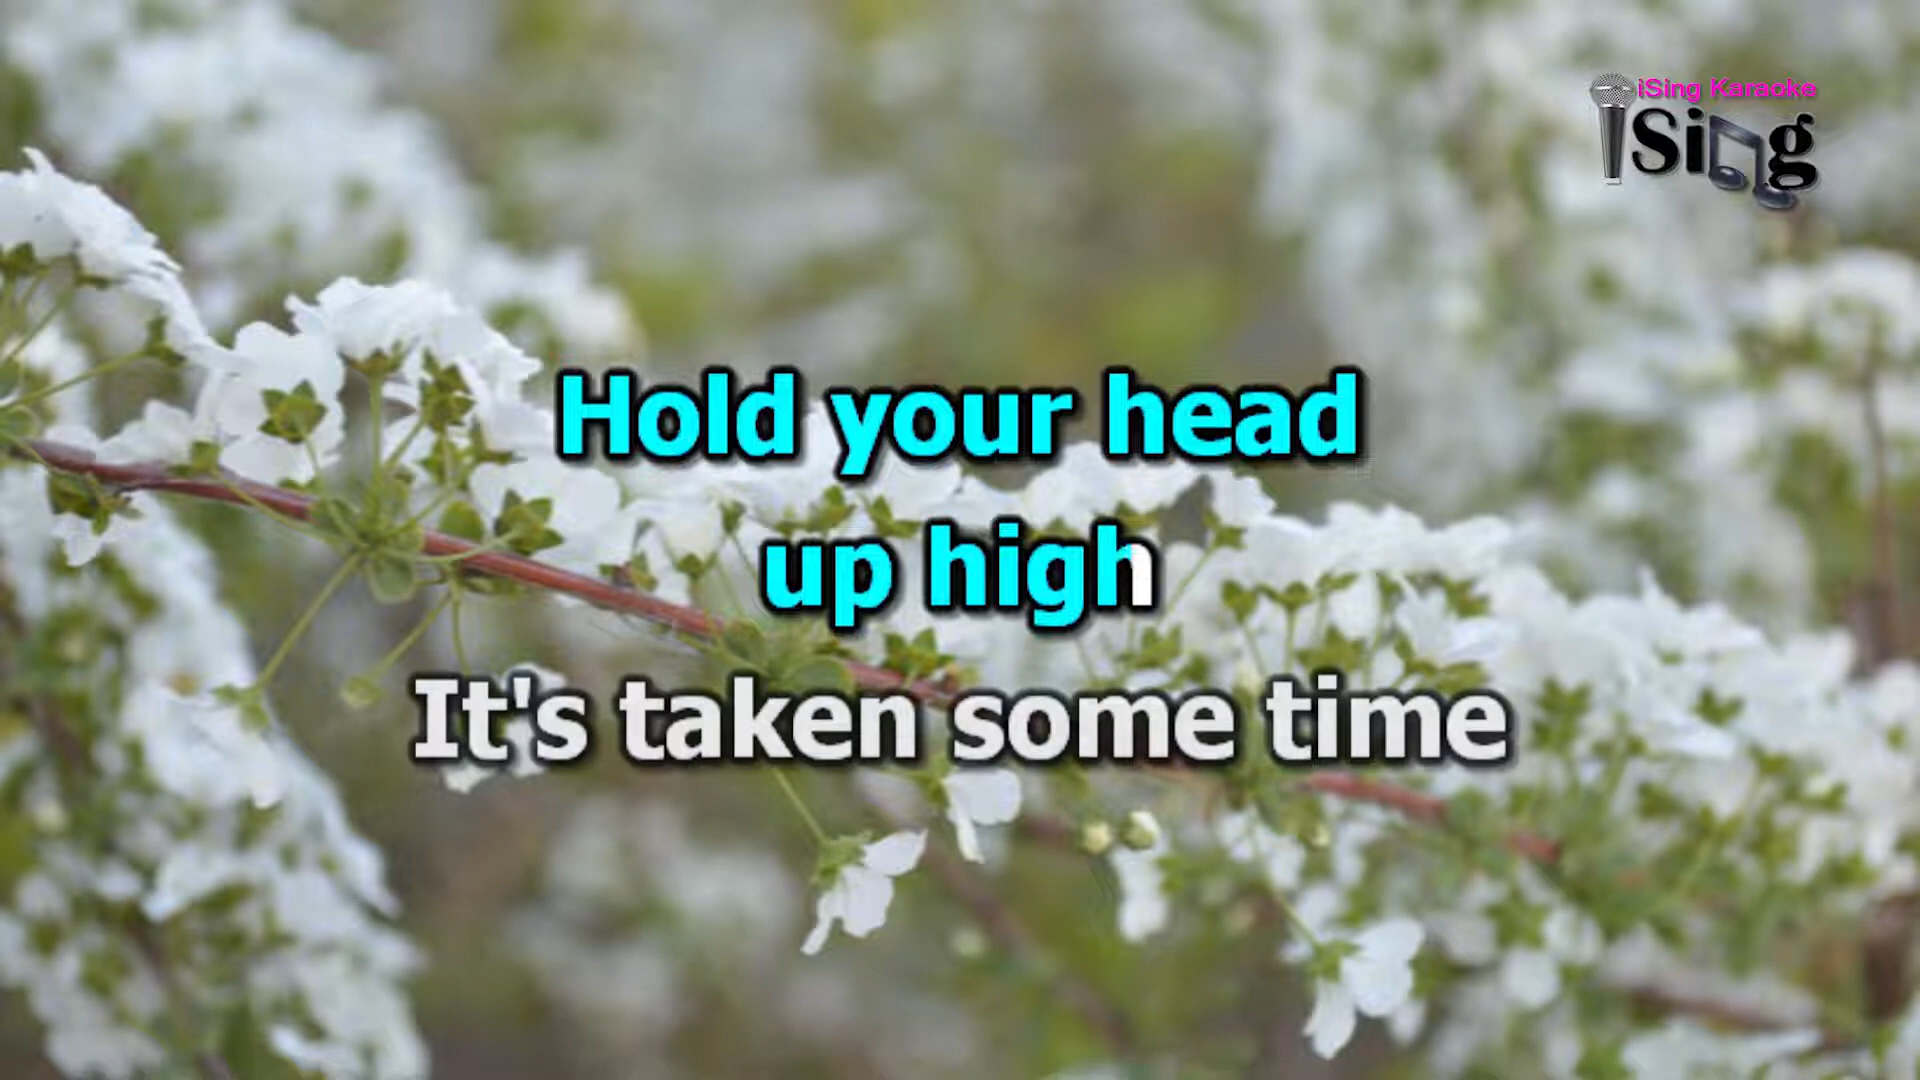 iSing Karaoke
iSing
Hold your head
up high
It's taken some time